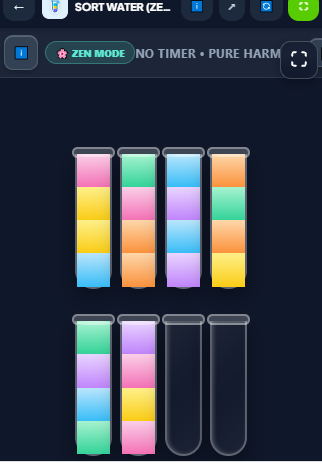 SORT WATER (ZE...
ZEN MODE
NO TIMER • PURE HARM